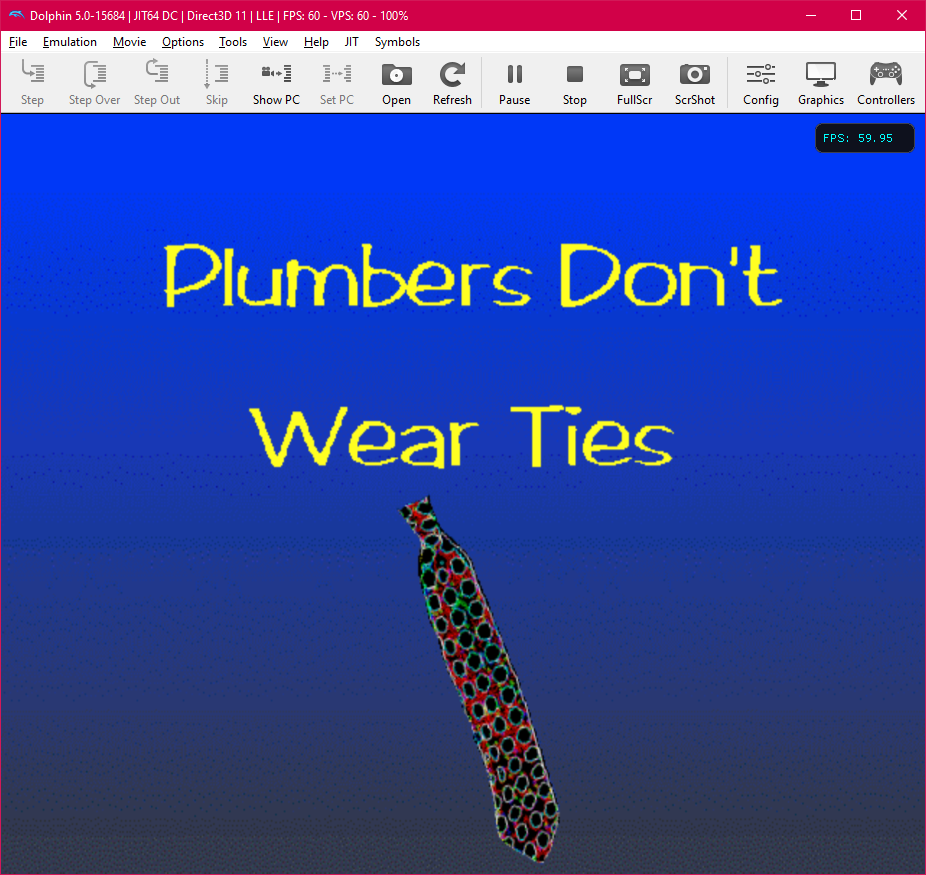 Dolphin 5.0-15684 | JIT64 DC | Direct3D 11 | LLE | FPS: 60 - VPS: 60 - 100%
File Emulation Movie Options Tools View Help JIT Symbols
Step Step Over Step Out Skip Show PC Set PC Open Refresh Pause Stop FullScr ScrShot Config Graphics Controllers
FPS: 59.95
Plumbers Don't
Wear Ties